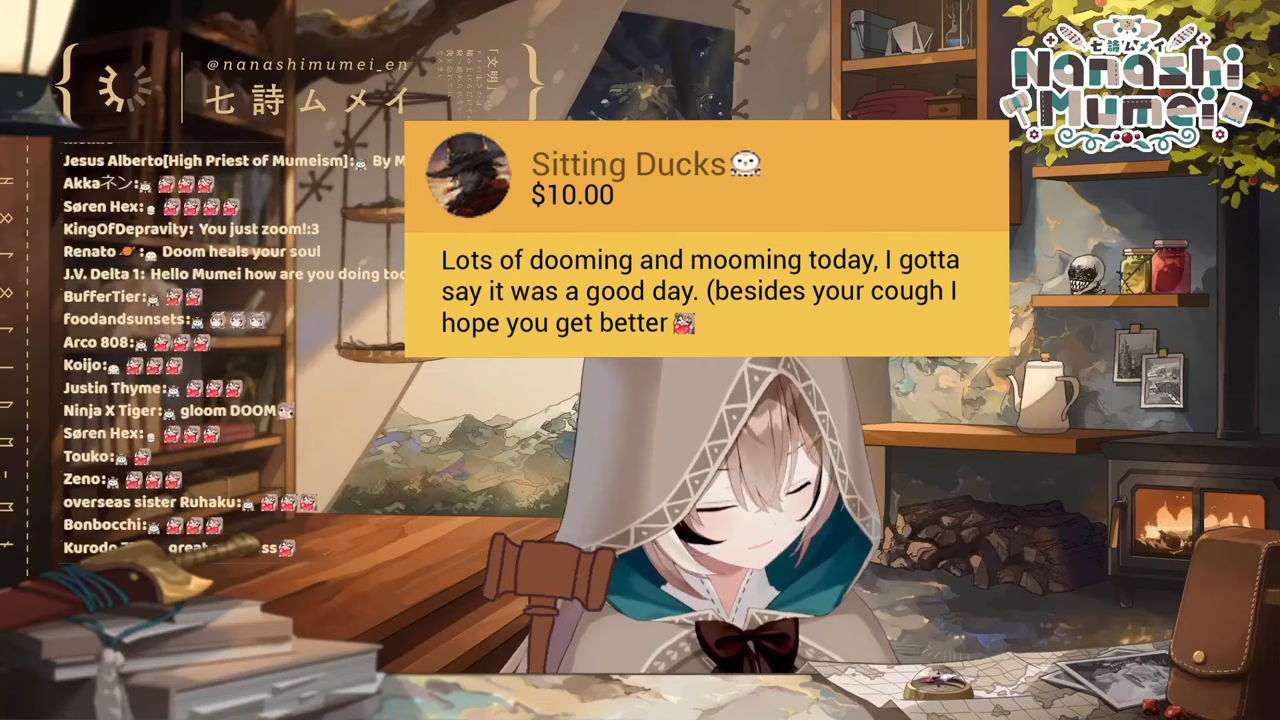 @nanashimumei_en
七詩ムメイ
七詩ムメイ
Nanashi
Mumei
Sitting Ducks
$10.00
Lots of dooming and mooming today, I gotta
say it was a good day. (besides your cough I
hope you get better
Jesus Alberto[High Priest of Mumeism]: By M
Akkaネン:
Søren Hex:
KingOfDepravity: You just zoom!:3
Renato: Doom heals your soul
J.V. Delta 1: Hello Mumei how are you doing too
BufferTier:
foodandsunsets:
Arco 808:
Koijo:
Justin Thyme:
Ninja X Tiger: gloom DOOM
Søren Hex:
Touko:
Zeno:
overseas sister Ruhaku:
Bonbocchi: